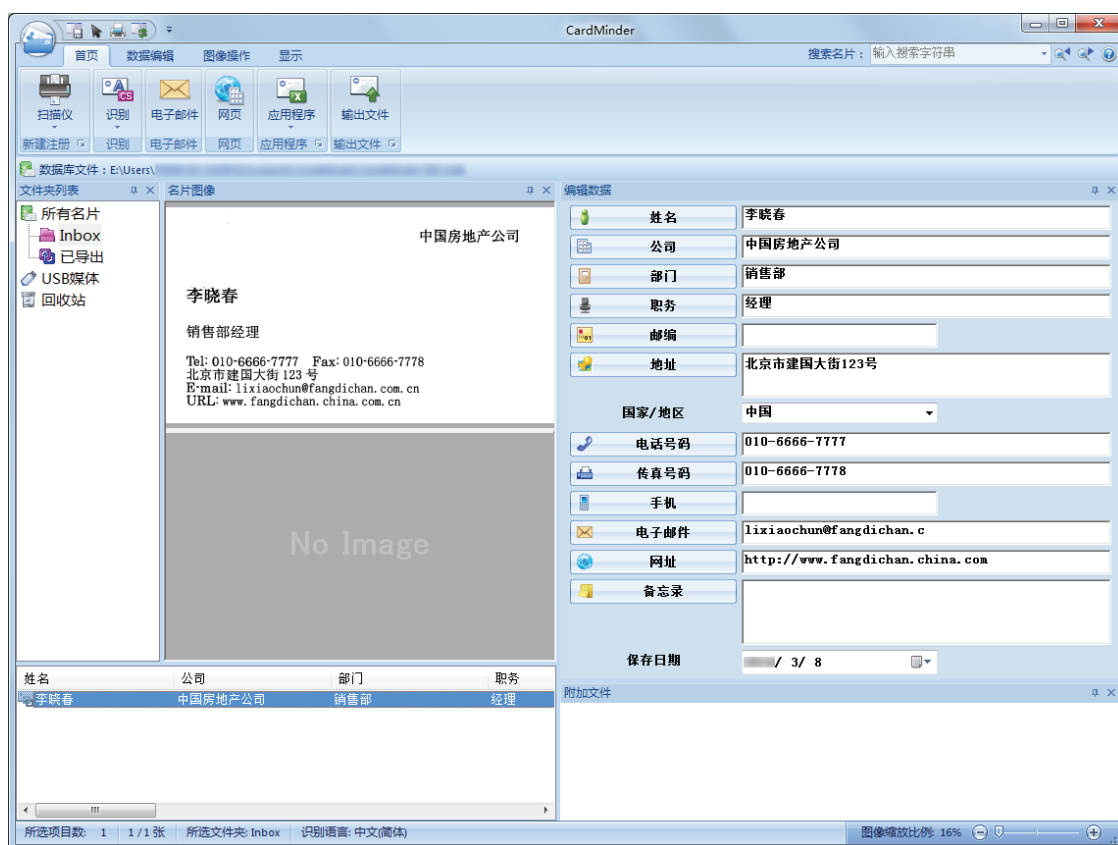 CardMinder
首页 数据编辑 图像操作 显示
搜索名片： 输入搜索字符串
扫描仪 识别 电子邮件 网页 应用程序 输出文件
新建注册 识别 电子邮件 网页 应用程序 输出文件
数据库文件：E:\Users\
文件夹列表
所有名片
Inbox
已导出
USB媒体
回收站
名片图像
中国房地产公司
李晓春
销售部经理
Tel: 010-6666-7777 Fax: 010-6666-7778
北京市建国大街 123 号
E-mail: lixiaochun@fangdichan.com.cn
URL: www.fangdichan.china.com.cn
No Image
编辑数据
姓名 李晓春
公司 中国房地产公司
部门 销售部
职务 经理
邮编
地址 北京市建国大街123号
国家/地区 中国
电话号码 010-6666-7777
传真号码 010-6666-7778
手机
电子邮件 lixiaochun@fangdichan.c
网址 http://www.fangdichan.china.com
备忘录
保存日期 / 3/ 8
姓名 公司 部门 职务
李晓春 中国房地产公司 销售部 经理
附加文件
所选项目数: 1 1/1张 所选文件夹: Inbox 识别语言: 中文(简体)
图像缩放比例: 16%